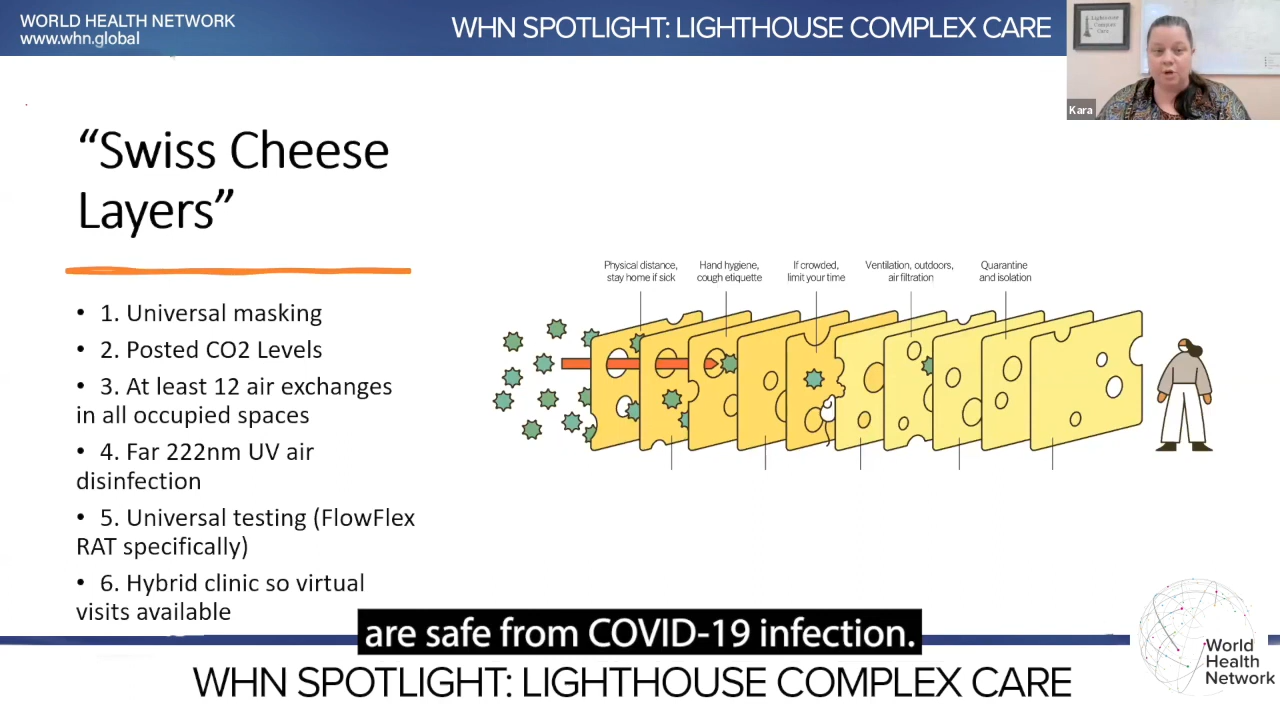 WORLD HEALTH NETWORK
www.whn.global
WHN SPOTLIGHT: LIGHTHOUSE COMPLEX CARE
Lighthouse
Complex
Care
Kara
“Swiss Cheese
Layers”
• 1. Universal masking
• 2. Posted CO2 Levels
• 3. At least 12 air exchanges
in all occupied spaces
• 4. Far 222nm UV air
disinfection
• 5. Universal testing (FlowFlex
RAT specifically)
• 6. Hybrid clinic so virtual
visits available
Physical distance,
stay home if sick
Hand hygiene,
cough etiquette
If crowded,
limit your time
Ventilation, outdoors,
air filtration
Quarantine
and isolation
are safe from COVID-19 infection.
WHN SPOTLIGHT: LIGHTHOUSE COMPLEX CARE
World
Health
Network